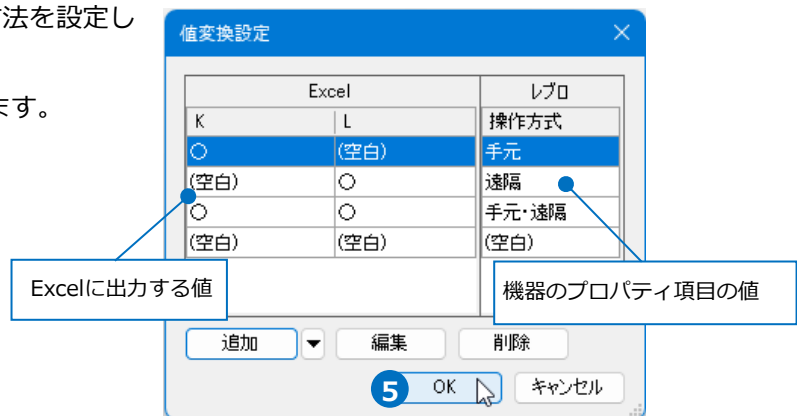 法を設定し
ます。
値変換設定
Excel レブロ
K L 操作方式
○ (空白) 手元
(空白) ○ 遠隔
○ ○ 手元・遠隔
(空白) (空白) (空白)
Excelに出力する値
機器のプロパティ項目の値
追加 編集 削除
5 OK キャンセル